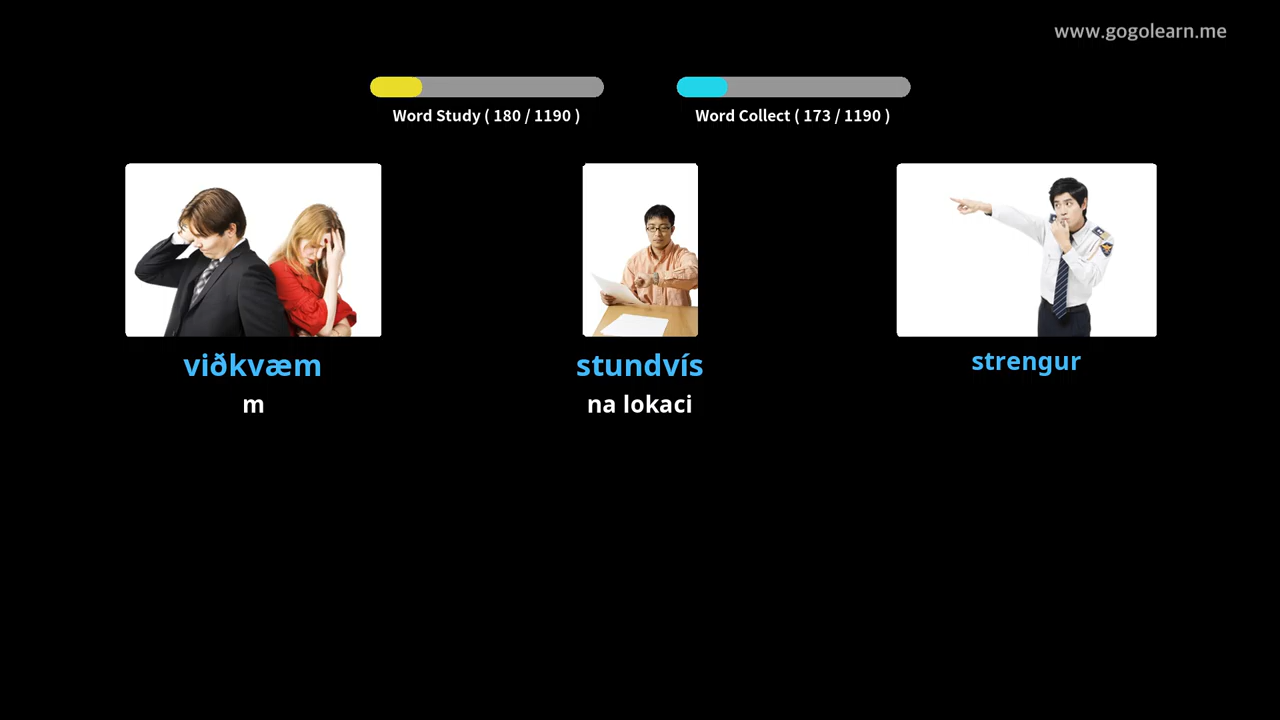 www.gogolearn.me
Word Study ( 180 / 1190 )
Word Collect ( 173 / 1190 )
viðkvæm
stundvís
strengur
m
na lokaci